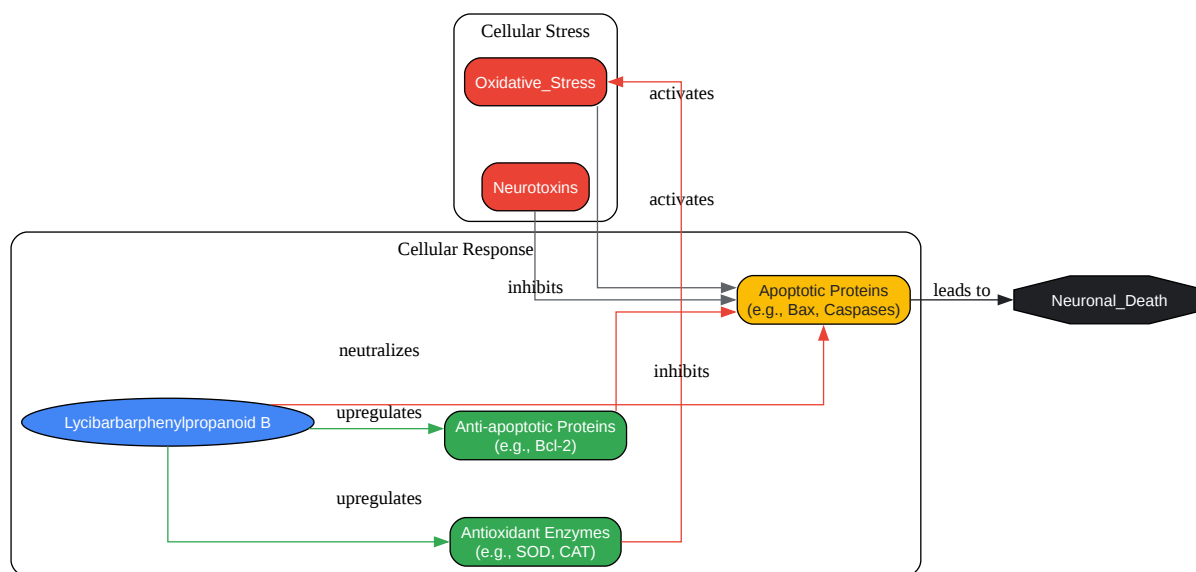 Cellular Stress
Oxidative_Stress
activates
Neurotoxins
activates
Cellular Response
inhibits
Apoptotic Proteins
(e.g., Bax, Caspases)
leads to
Neuronal_Death
neutralizes
inhibits
Lycibarbarphenylpropanoid B
upregulates
Anti-apoptotic Proteins
(e.g., Bcl-2)
upregulates
Antioxidant Enzymes
(e.g., SOD, CAT)